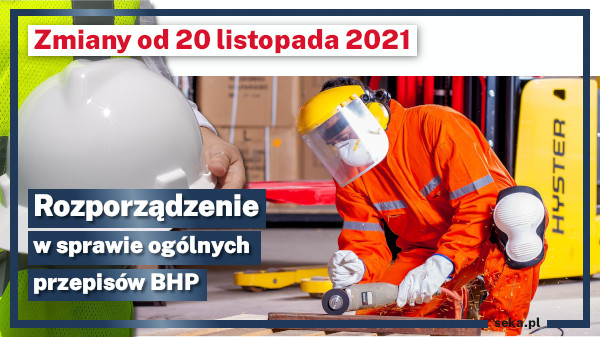 Zmiany od 20 listopada 2021
HYSTER
Rozporządzenie
w sprawie ogólnych
przepisów BHP
seka.pl